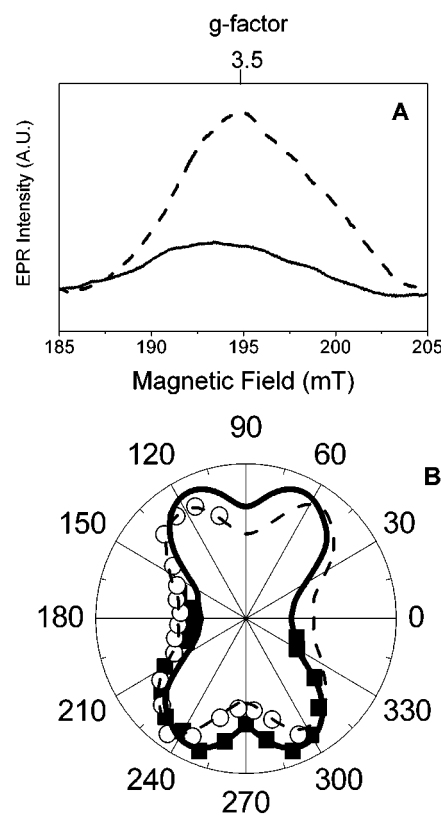 g-factor
3.5
A
EPR Intensity (A.U.)
185 190 195 200 205
Magnetic Field (mT)
B
90
120 60
150 30
180 0
210 330
240 300
270